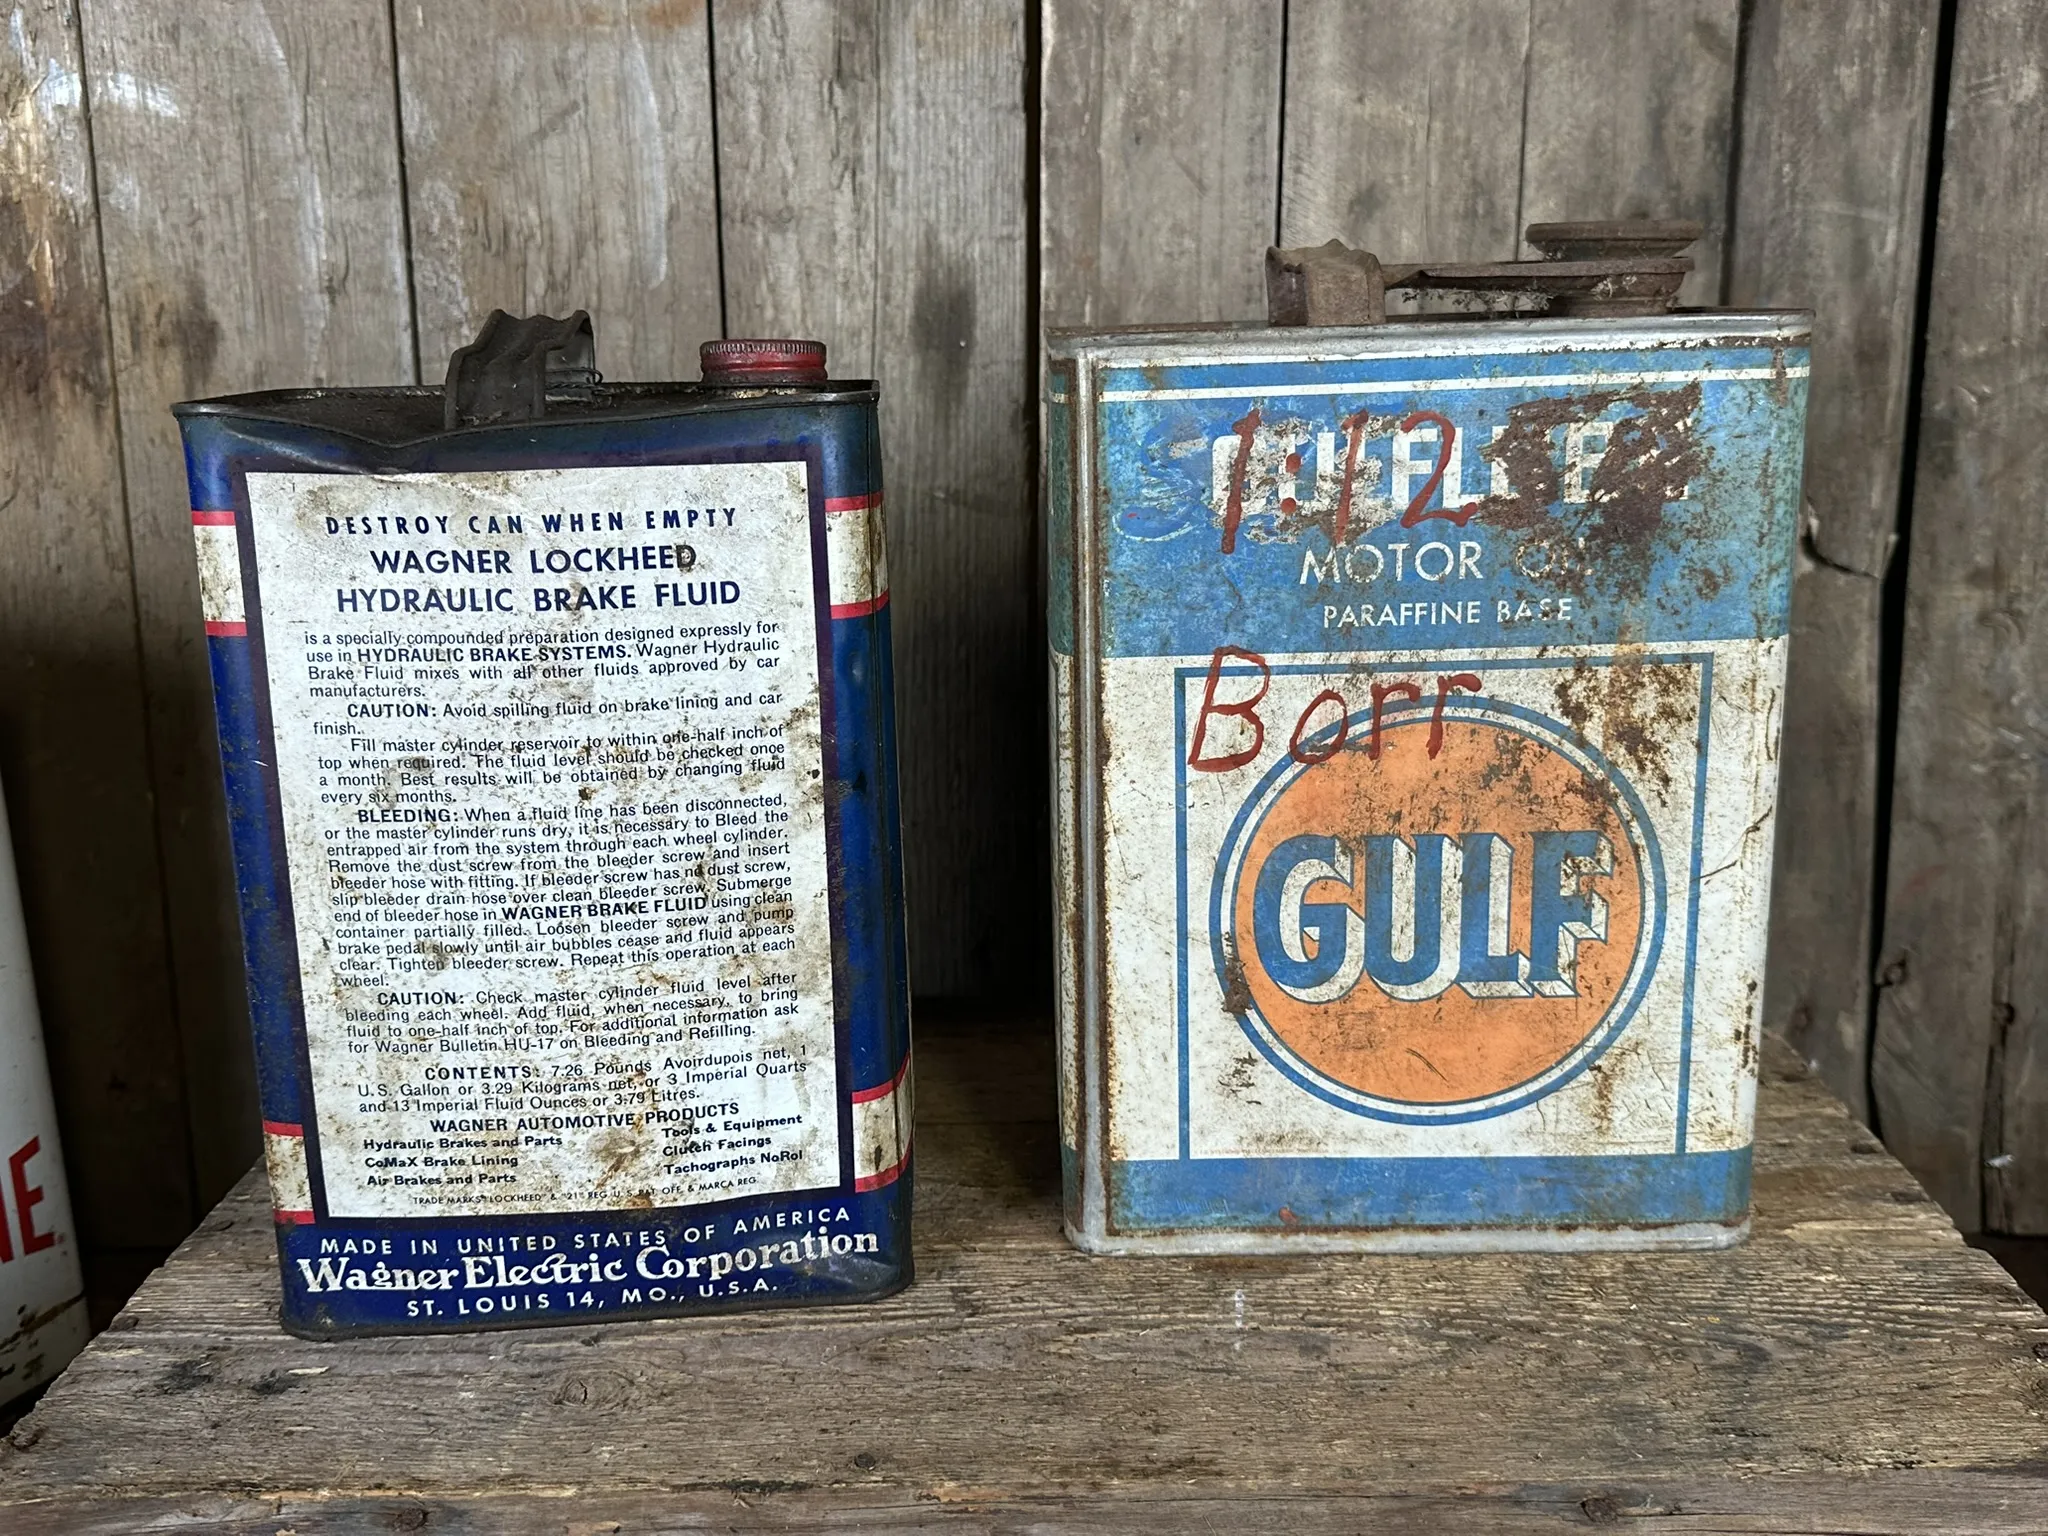 DESTROY CAN WHEN EMPTY
WAGNER LOCKHEED
HYDRAULIC BRAKE FLUID
is a specially compounded preparation designed expressly for
use in HYDRAULIC BRAKE SYSTEMS. Wagner Hydraulic
Brake Fluid mixes with all other fluids approved by car
manufacturers.
CAUTION: Avoid spilling fluid on brake lining and car
finish.
Fill master cylinder reservoir to within one-half inch of
top when required. The fluid level should be checked once
a month. Best results will be obtained by changing fluid
every six months.
BLEEDING: When a fluid line has been disconnected,
or the master cylinder runs dry, it is necessary to Bleed the
entrapped air from the system through each wheel cylinder.
Remove the dust screw from the bleeder screw and insert
bleeder hose with fitting. If bleeder screw has no dust screw,
slip bleeder drain hose over clean bleeder screw. Submerge
end of bleeder hose in WAGNER BRAKE FLUID using clean
container partially filled. Loosen bleeder screw and pump
brake pedal slowly until air bubbles cease and fluid appears
clear. Tighten bleeder screw. Repeat this operation at each
wheel.
CAUTION: Check master cylinder fluid level after
bleeding each wheel. Add fluid, when necessary, to bring
fluid to one-half inch of top. For additional information ask
for Wagner Bulletin HU-17 on Bleeding and Refilling.
CONTENTS: 7.26 Pounds Avoirdupois net, 1
U.S. Gallon or 3.29 Kilograms net, or 3 Imperial Quarts
and 13 Imperial Fluid Ounces or 3.79 Litres.
WAGNER AUTOMOTIVE PRODUCTS
Hydraulic Brakes and Parts Tools & Equipment
CoMaX Brake Lining Clutch Facings
Air Brakes and Parts Tachographs NoRol
TRADE MARKS "LOCKHEED" & "21" REG. U.S. PAT. OFF. & MARCA REG.
MADE IN UNITED STATES OF AMERICA
Wagner Electric Corporation
ST. LOUIS 14, MO., U.S.A.
1:12
MOTOR OIL
PARAFFINE BASE
Borr
GULF